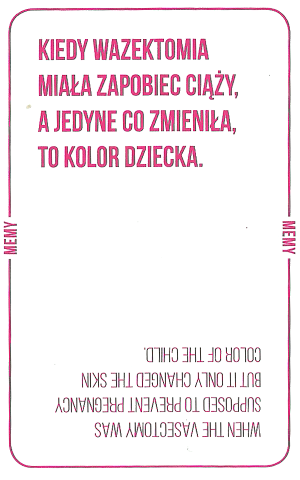 KIEDY WAZEKTOMIA
MIAŁA ZAPOBIEC CIĄŻY,
A JEDYNE CO ZMIENIŁA,
TO KOLOR DZIECKA.
MEMY
MEMY
WHEN THE VASECTOMY WAS
SUPPOSED TO PREVENT PREGNANCY
BUT IT ONLY CHANGED THE SKIN
COLOR OF THE CHILD.